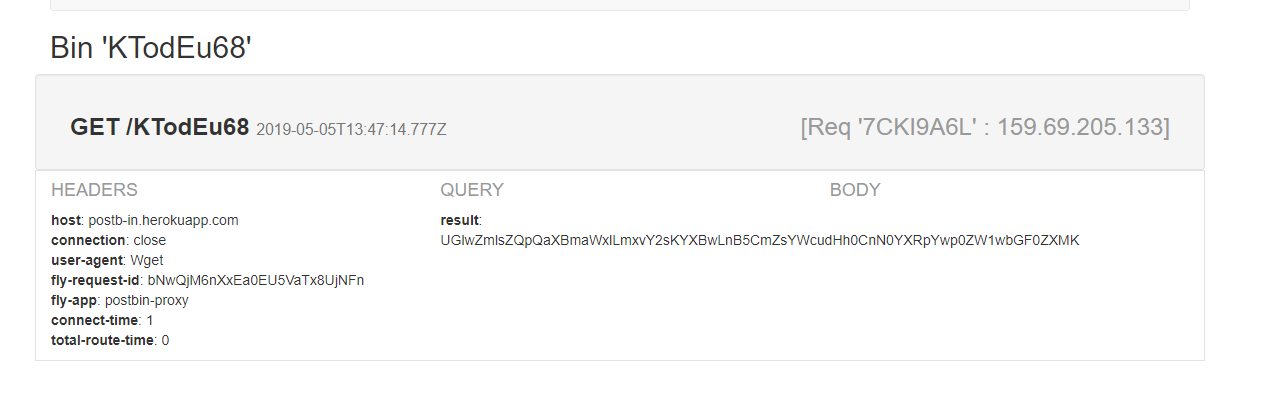 Bin 'KTodEu68'
GET /KTodEu68 2019-05-05T13:47:14.777Z
[Req '7CKI9A6L' : 159.69.205.133]
HEADERS
host: postb-in.herokuapp.com
connection: close
user-agent: Wget
fly-request-id: bNwQjM6nXxEa0EU5VaTx8UjNFn
fly-app: postbin-proxy
connect-time: 1
total-route-time: 0
QUERY
result:
UGlwZmlsZQpQaXBmaWxlLmxvY2sKYXBwLnB5CmZsYWcudHh0CnN0YXRpYwp0ZW1wbGF0ZXMK
BODY